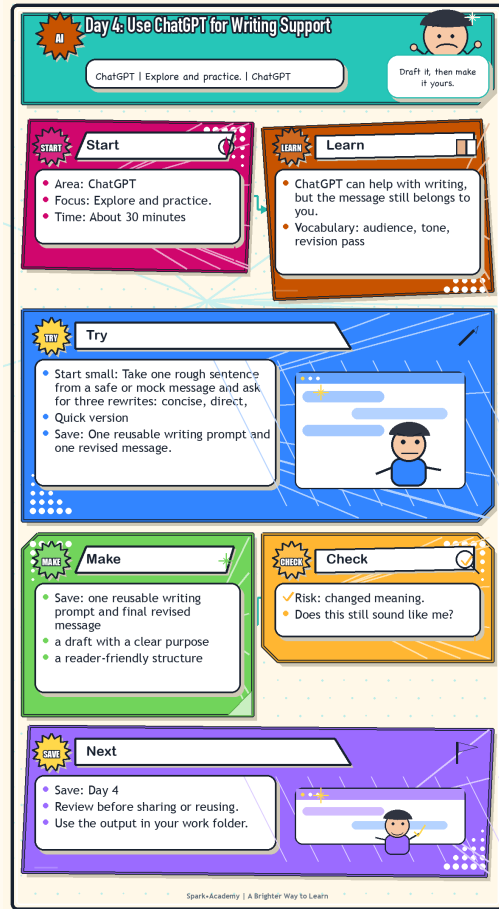 AI
Day 4: Use ChatGPT for Writing Support
ChatGPT | Explore and practice. | ChatGPT
Draft it, then make
it yours.
START
Start
Area: ChatGPT
Focus: Explore and practice.
Time: About 30 minutes
LEARN
Learn
ChatGPT can help with writing,
but the message still belongs to
you.
Vocabulary: audience, tone,
revision pass
TRY
Try
Start small: Take one rough sentence
from a safe or mock message and ask
for three rewrites: concise, direct,
Quick version
Save: One reusable writing prompt and
one revised message.
MAKE
Make
Save: one reusable writing
prompt and final revised
message
a draft with a clear purpose
a reader-friendly structure
CHECK
Check
Risk: changed meaning.
Does this still sound like me?
SAVE
Next
Save: Day 4
Review before sharing or reusing.
Use the output in your work folder.
Spark+Academy | A Brighter Way to Learn